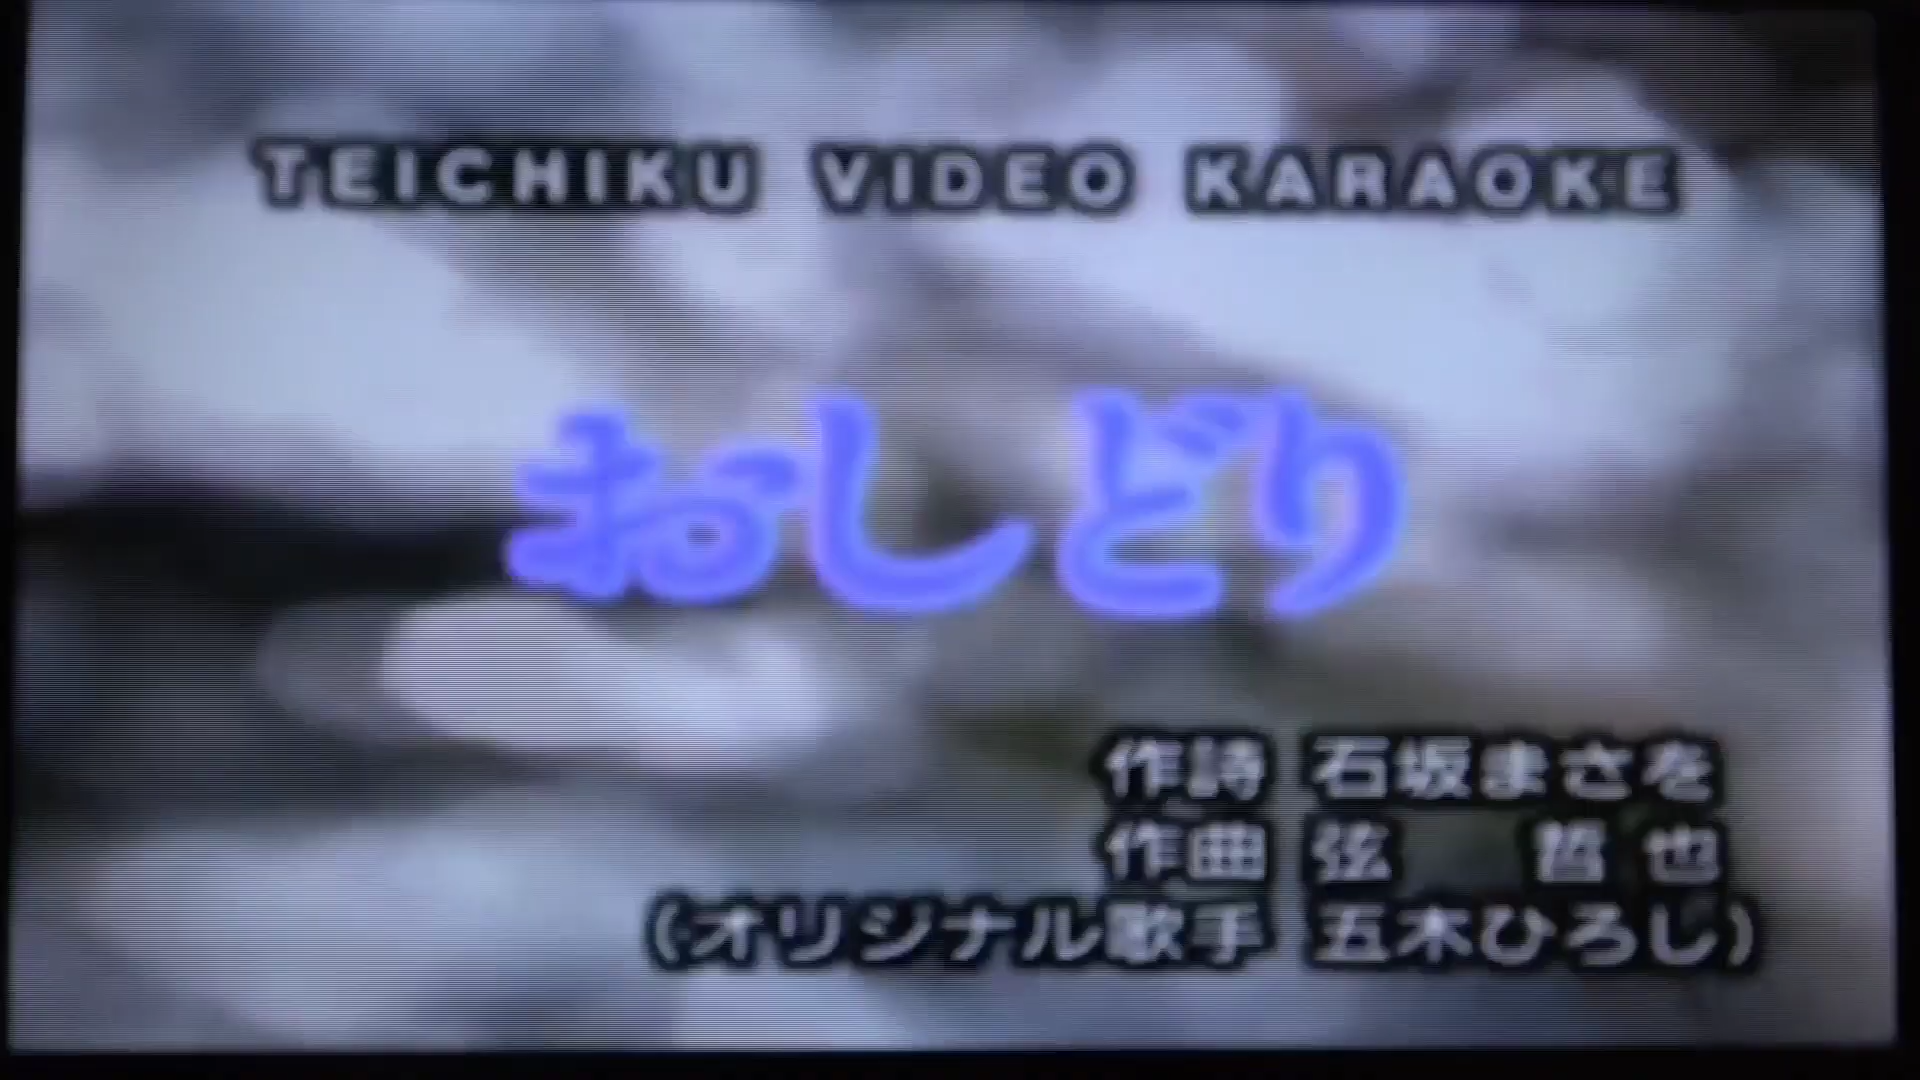 TEICHIKU VIDEO KARAOKE
おしどり
作詩 石坂まさを
作曲 弦 哲也
(オリジナル歌手 五木ひろし)